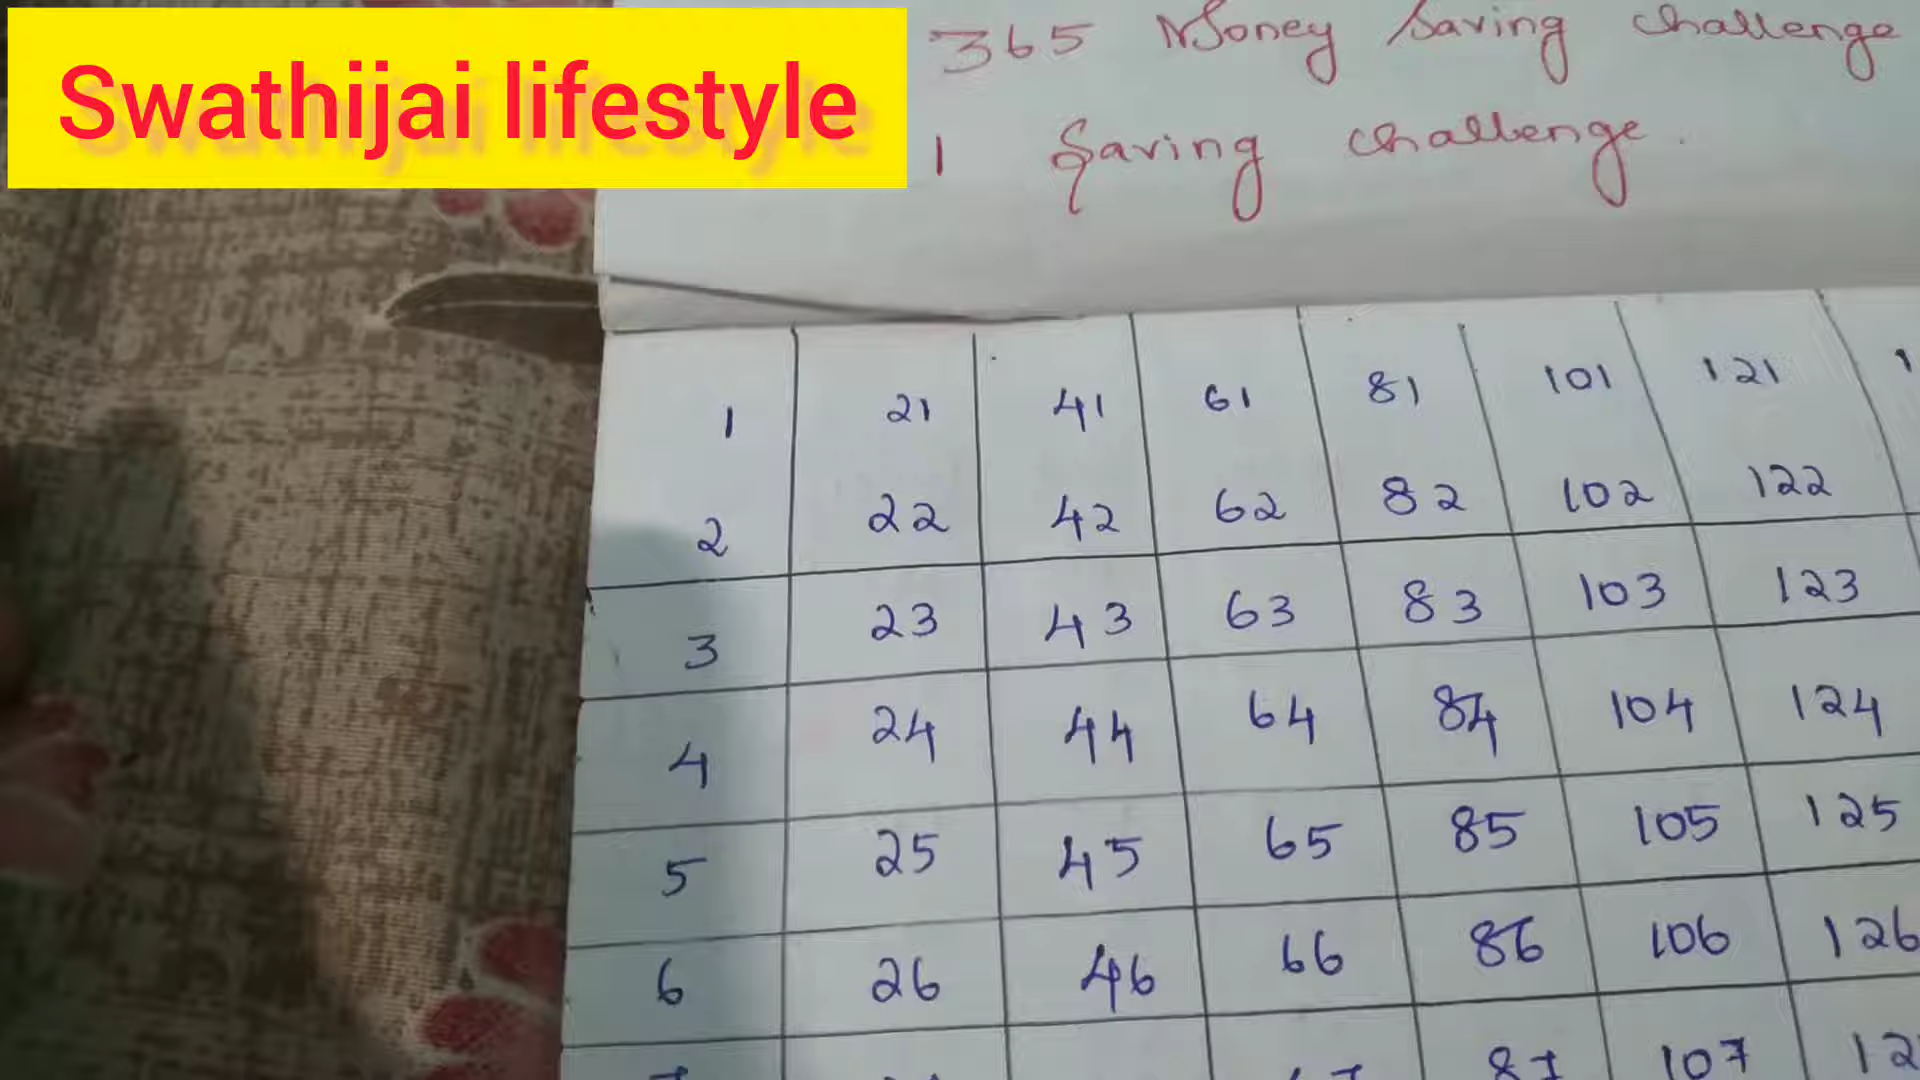 Swathijai lifestyle
365 Money Saving challenge
1 Saving challenge.
1 21 41 61 81 101 121
2 22 42 62 82 102 122
3 23 43 63 83 103 123
4 24 44 64 84 104 124
5 25 45 65 85 105 125
6 26 46 66 86 106 126
87 107